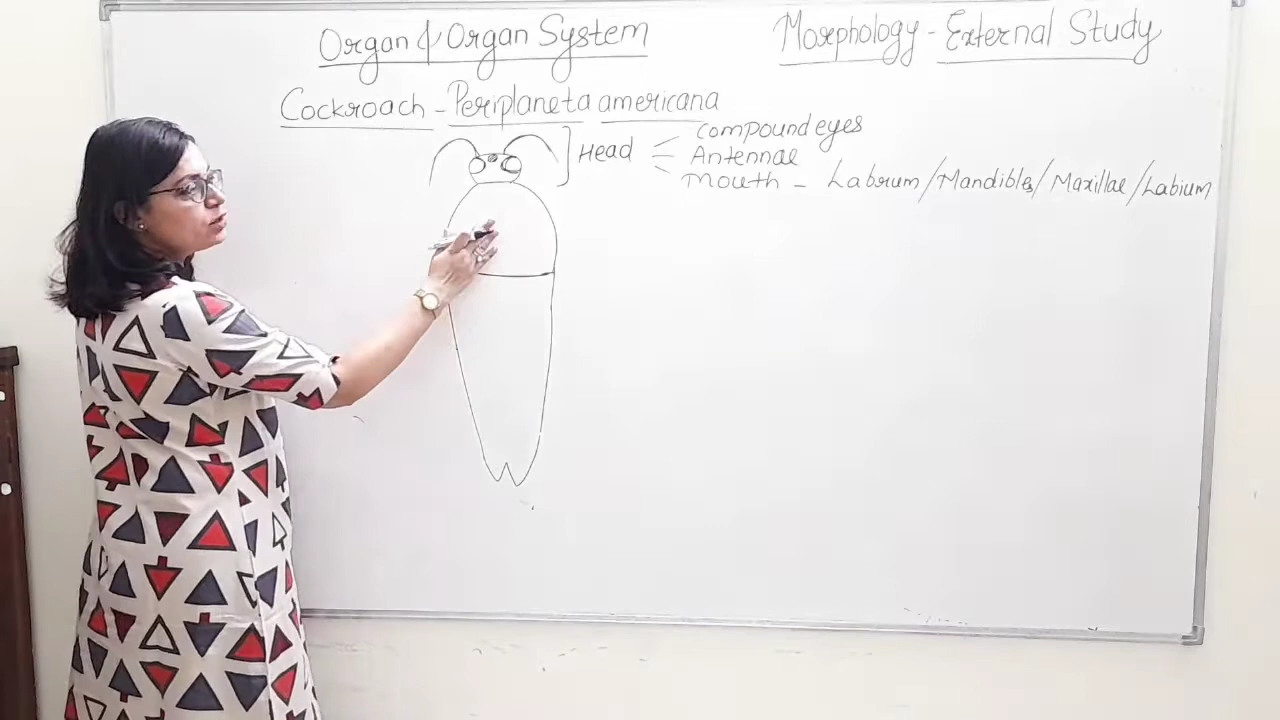 Organ & Organ System
Morphology - External Study
Cockroach - Periplaneta americana
Head
compound eyes
Antennae
Mouth - Labrum/Mandibles/Maxillae/Labium